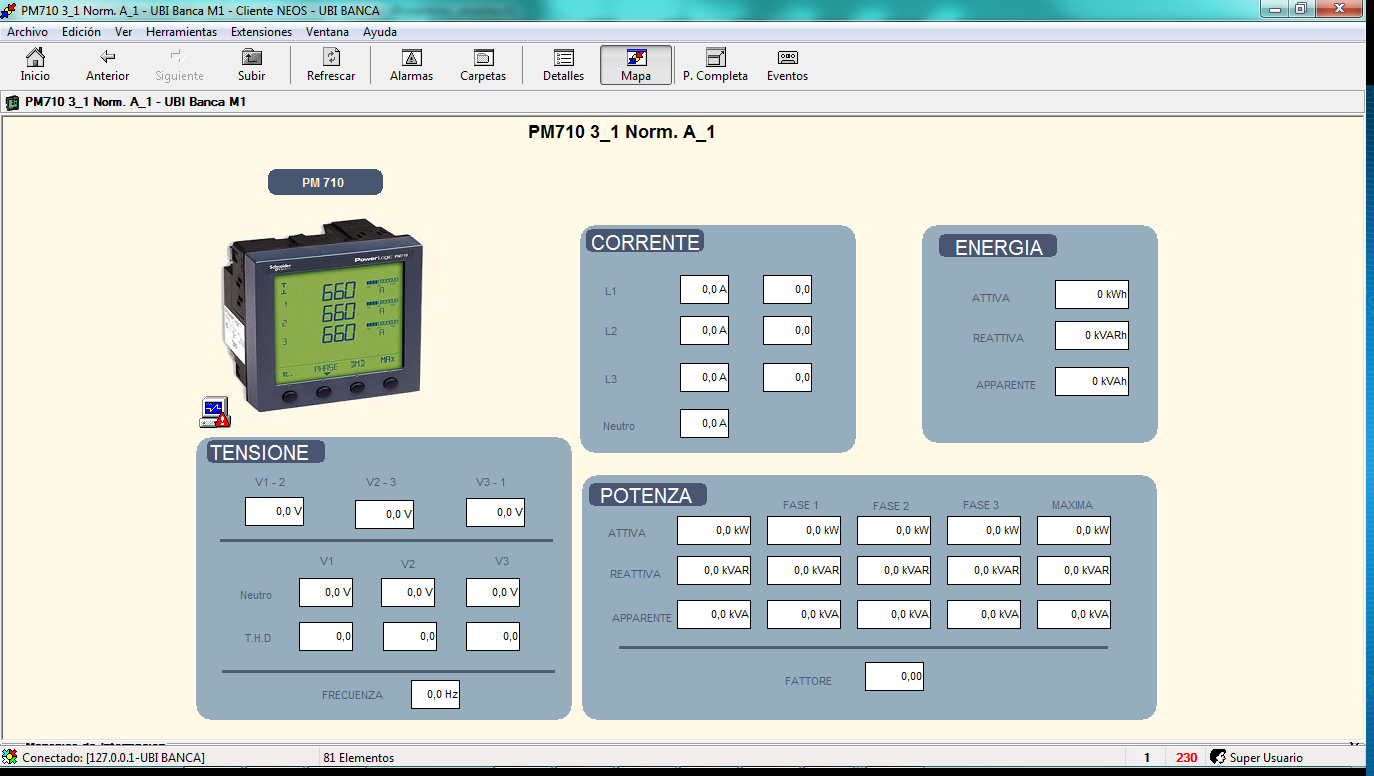 PM710 3_1 Norm. A_1 - UBI Banca M1 - Cliente NEOS - UBI BANCA
Archivo Edición Ver Herramientas Extensiones Ventana Ayuda
Inicio Anterior Siguiente Subir Refrescar Alarmas Carpetas Detalles Mapa P. Completa Eventos
PM710 3_1 Norm. A_1 - UBI Banca M1
PM710 3_1 Norm. A_1
PM 710
Schneider
PowerLogic PM710
1 660 A
2 660 A
3 660 A
PHASE DMD MAX
CORRENTE
L1 0,0 A 0,0
L2 0,0 A 0,0
L3 0,0 A 0,0
Neutro 0,0 A
ENERGIA
ATTIVA 0 kWh
REATTIVA 0 kVARh
APPARENTE 0 kVAh
TENSIONE
V1 - 2 V2 - 3 V3 - 1
0,0 V 0,0 V 0,0 V
V1 V2 V3
Neutro 0,0 V 0,0 V 0,0 V
T.H.D 0,0 0,0 0,0
FRECUENZA 0,0 Hz
POTENZA
FASE 1 FASE 2 FASE 3 MAXIMA
ATTIVA 0,0 kW 0,0 kW 0,0 kW 0,0 kW 0,0 kW
REATTIVA 0,0 kVAR 0,0 kVAR 0,0 kVAR 0,0 kVAR 0,0 kVAR
APPARENTE 0,0 kVA 0,0 kVA 0,0 kVA 0,0 kVA 0,0 kVA
FATTORE 0,00
Conectado: [127.0.0.1-UBI BANCA] 81 Elementos 1 230 Super Usuario